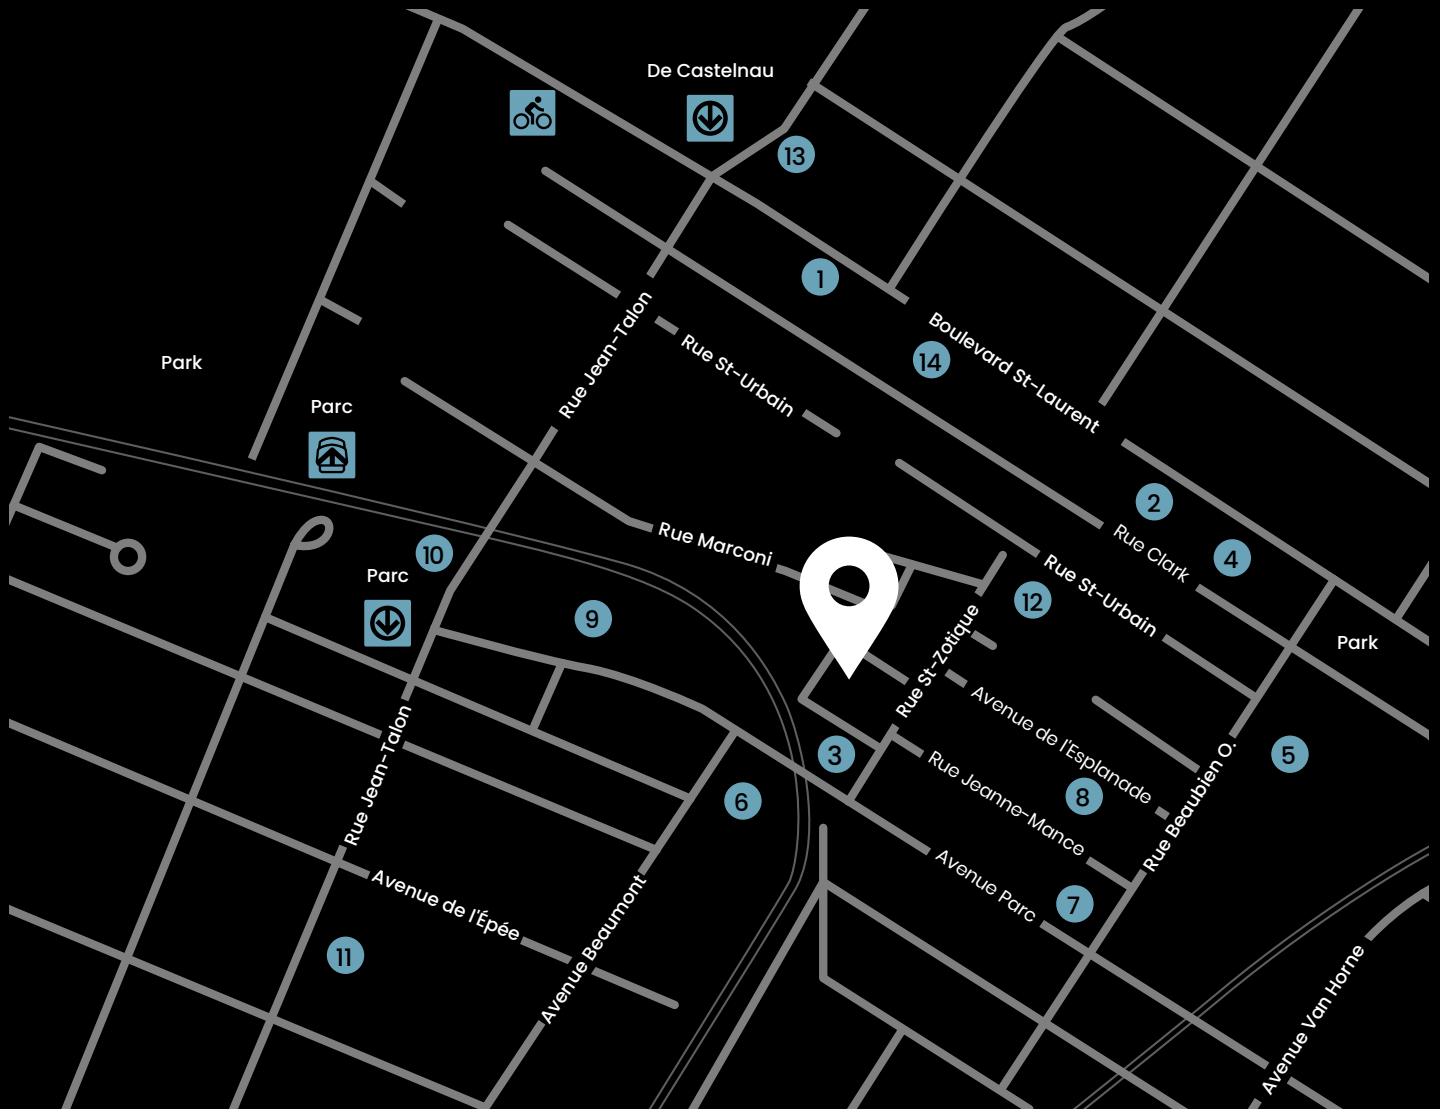 De Castelnau
13
1
Rue Jean-Talon
Boulevard St-Laurent
Rue St-Urbain
14
Park
Parc
2
Rue Marconi
Rue Clark
10
4
Parc
Rue St-Urbain
12
9
Park
Rue St-Zotique
Avenue de l'Esplanade
Rue Jean-Talon
3
5
Rue Jeanne-Mance
8
6
Rue Beaubien O.
Avenue Parc
7
Avenue de l'Épée
Avenue Beaumont
11
Avenue Van Horne